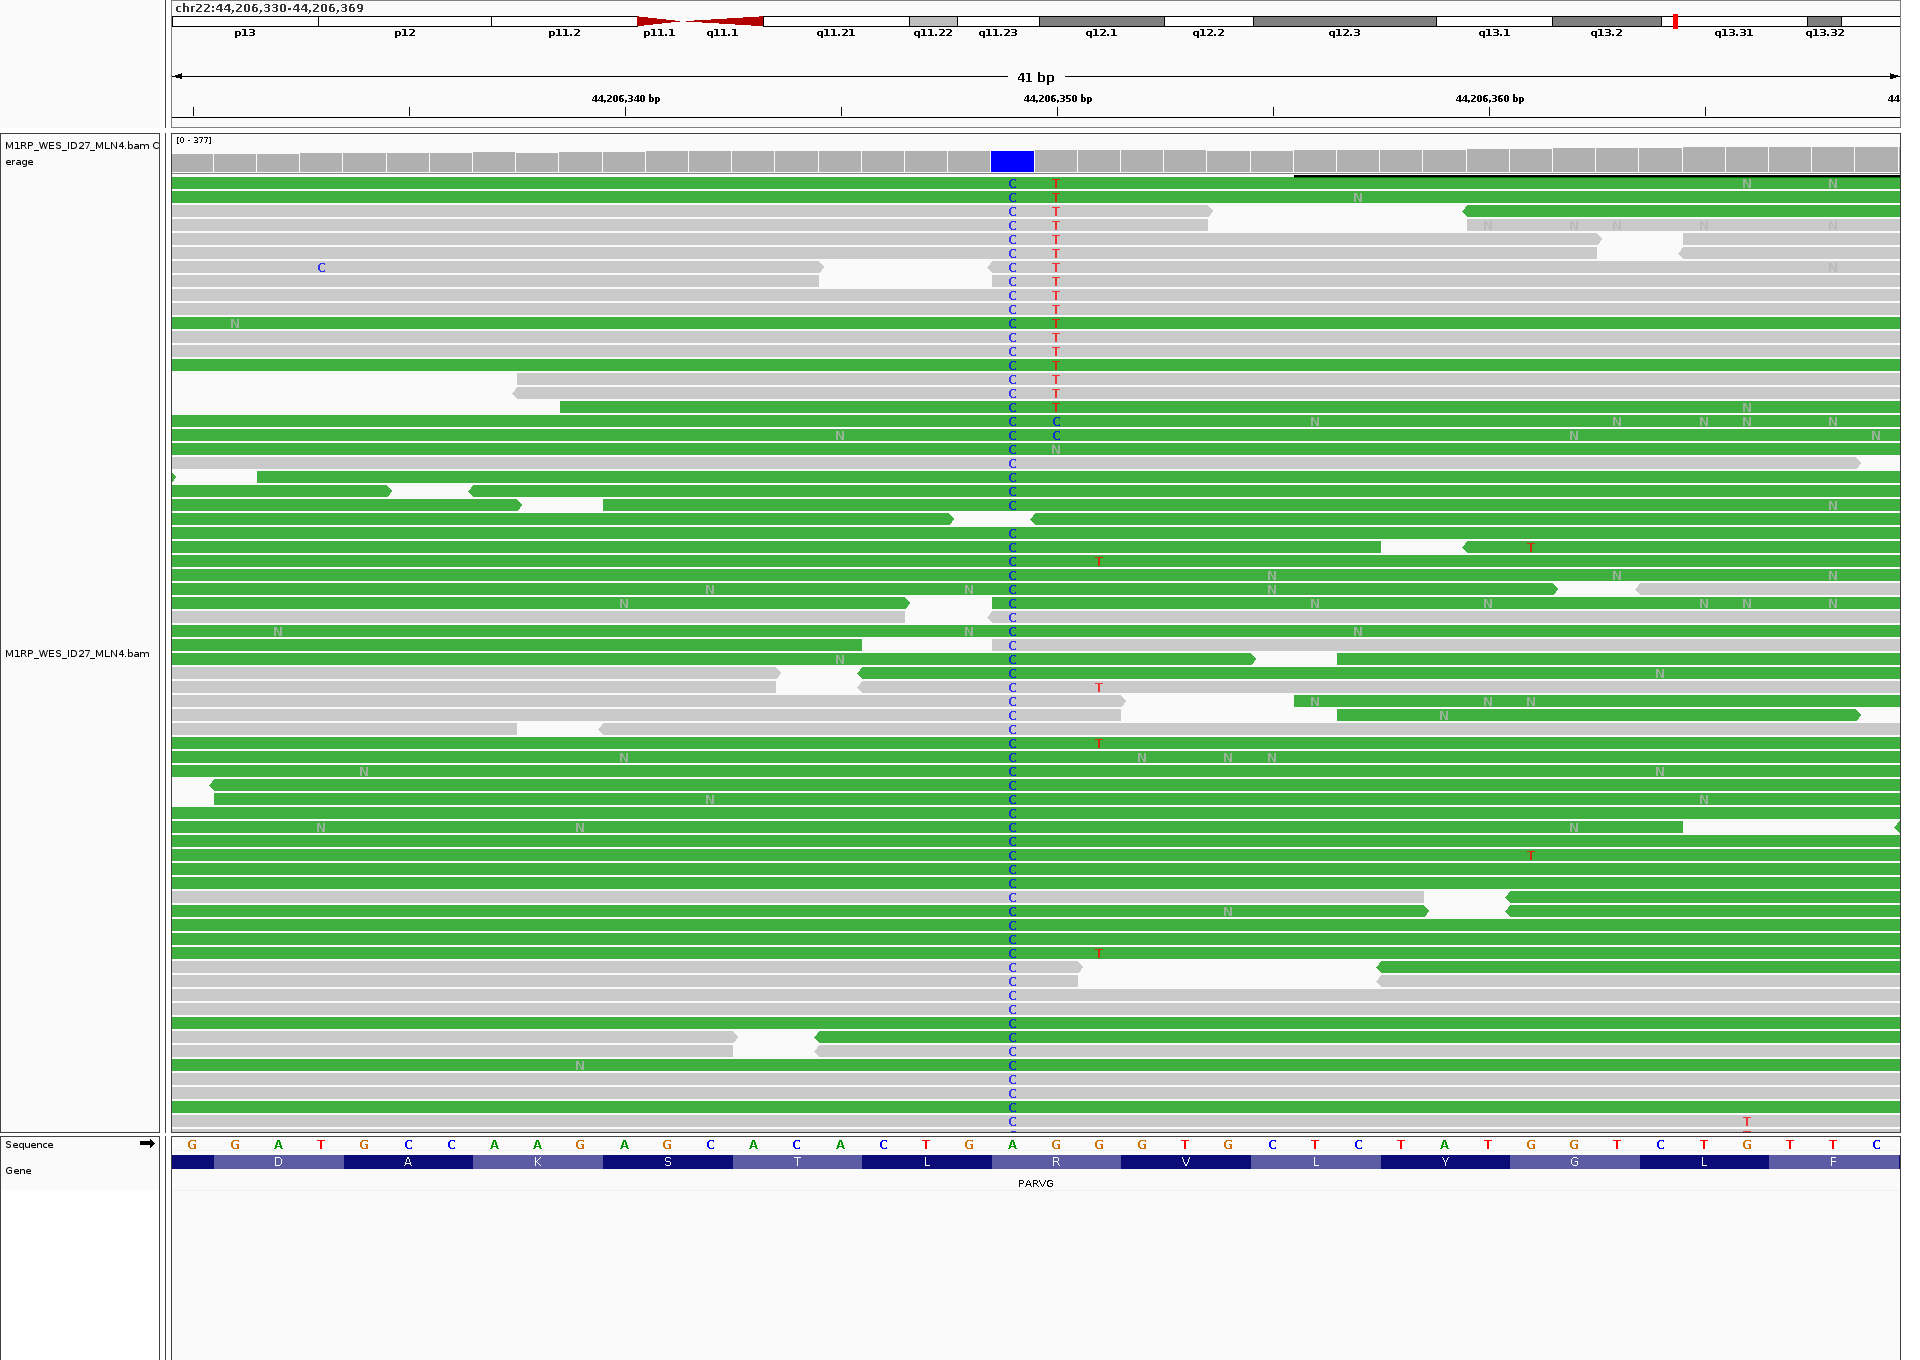 chr22:44,206,330-44,206,369
p13 p12 p11.2 p11.1 q11.1 q11.21 q11.22 q11.23 q12.1 q12.2 q12.3 q13.1 q13.2 q13.31 q13.32
41 bp
44,206,340 bp 44,206,350 bp 44,206,360 bp 44
M1RP_WES_ID27_MLN4.bam C
erage
[0 - 377]
C T N N
C T N
C T
C T N N N N N
C T
C T
C C T N
C T
C T
C T
N C T
C T
C T
C T
C T
C T
C T N
C C N N N N N
N C C N N
C N
C
C
C
C N
C
C T
C T
C N N N
N N C N
N C N N N N N
C
N N C N
C
M1RP_WES_ID27_MLN4.bam
N C
C N
C T
C N N N
C N
C
C T
N C N N N
N C N
C
N C N
C
N N C N
C
C T
C
C
C
C N
C
C
C T
C
C
C
C
C
C
C
N C
C
C
C
C T
Sequence
G G A T G C C A A G A G C A C A C T G A G G G T G C T C T A T G G T C T G T T C
Gene
D A K S T L R V L Y G L F
PARVG